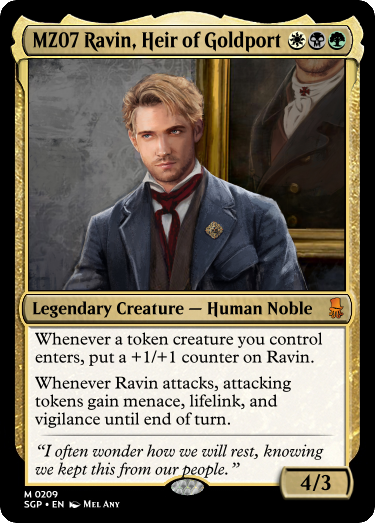 MZ07 Ravin, Heir of Goldport
Legendary Creature — Human Noble
Whenever a token creature you control
enters, put a +1/+1 counter on Ravin.
Whenever Ravin attacks, attacking
tokens gain menace, lifelink, and
vigilance until end of turn.
“I often wonder how we will rest, knowing
we kept this from our people.”
4/3
M 0209
SGP • EN Mel Any